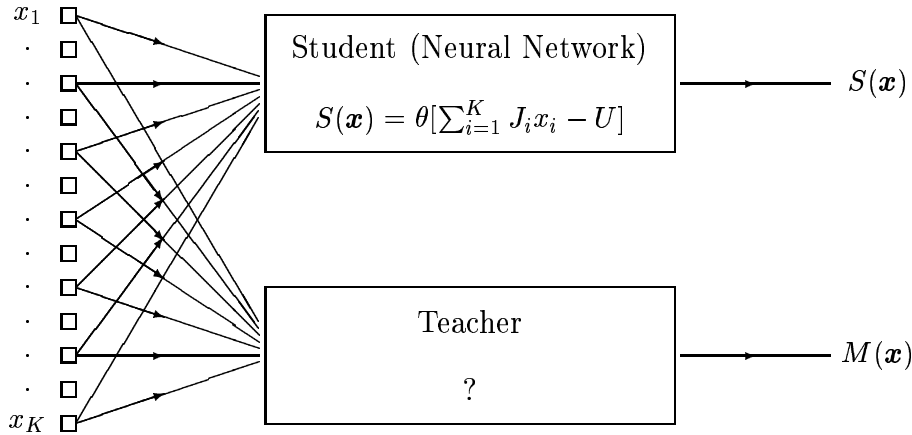 x_1
Student (Neural Network)
S(𝒙) = θ[∑_{i=1}^{K} J_i x_i − U]
S(𝒙)
Teacher
?
M(𝒙)
x_K